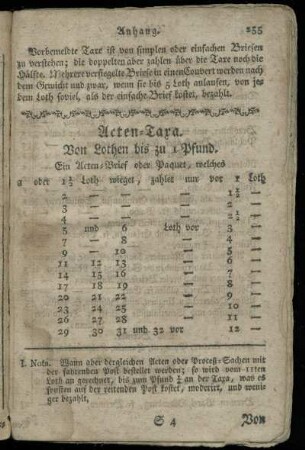 Anhang. 255
Vorbemeldte Taxe ist von simplen oder einfachen Briefen
zu verstehen; die doppelten aber zahlen über die Taxe noch die
Hälfte. Mehrere versiegelte Briefe in einen Couvert werden nach
dem Gewicht und zwar, wenn sie bis 5 Loth anlaufen, von jedem
dem Loth soviel, als der einfache Brief kostet, bezahlt.
Acten-Taxa.
Von Lothen bis zu 1 Pfund.
Ein Acten-Brief oder Paquet, welches
a oder 1½ Loth wieget, zahlet nur vor 1 Loth
2 — — — 1½ —
3 — — — 2 —
4 — — — 2½ —
5 und 6 Loth vor 3 —
7 — 8 — 4 —
9 — 10 — 5 —
11 12 13 — 6 —
14 15 16 — 7 —
17 18 19 — 8 —
20 21 22 — 9 —
23 24 25 — 10 —
26 27 28 — 11 —
29 30 31 und 32 vor 12 —
1. Nota. Wann aber dergleichen Acten oder Proceß-Sachen mit
der fahrenden Post bestellet werden; so wird vom 11ten
Loth an gerechnet, bis zum Pfund ¼ an der Taxa, was es
sonsten auf der reitenden Post kostet, moderirt, und weniger
ger bezahlt,
S 4 Von